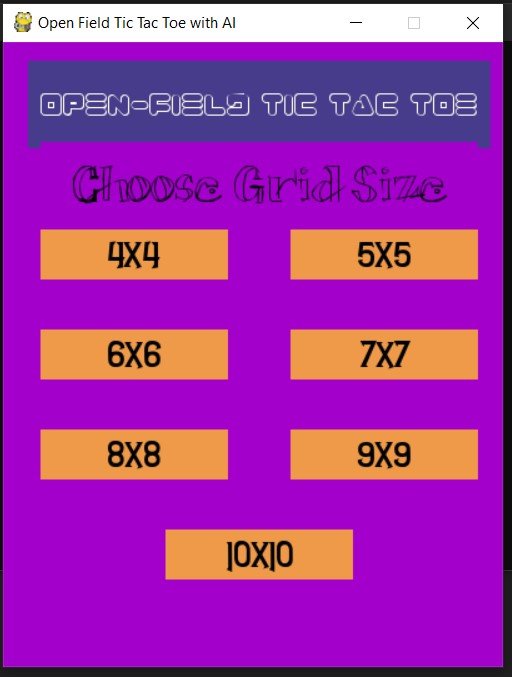 Open Field Tic Tac Toe with AI
OPEN-FIELD TIC TAC TOE
Choose Grid Size
4X4 5X5
6X6 7X7
8X8 9X9
10X10